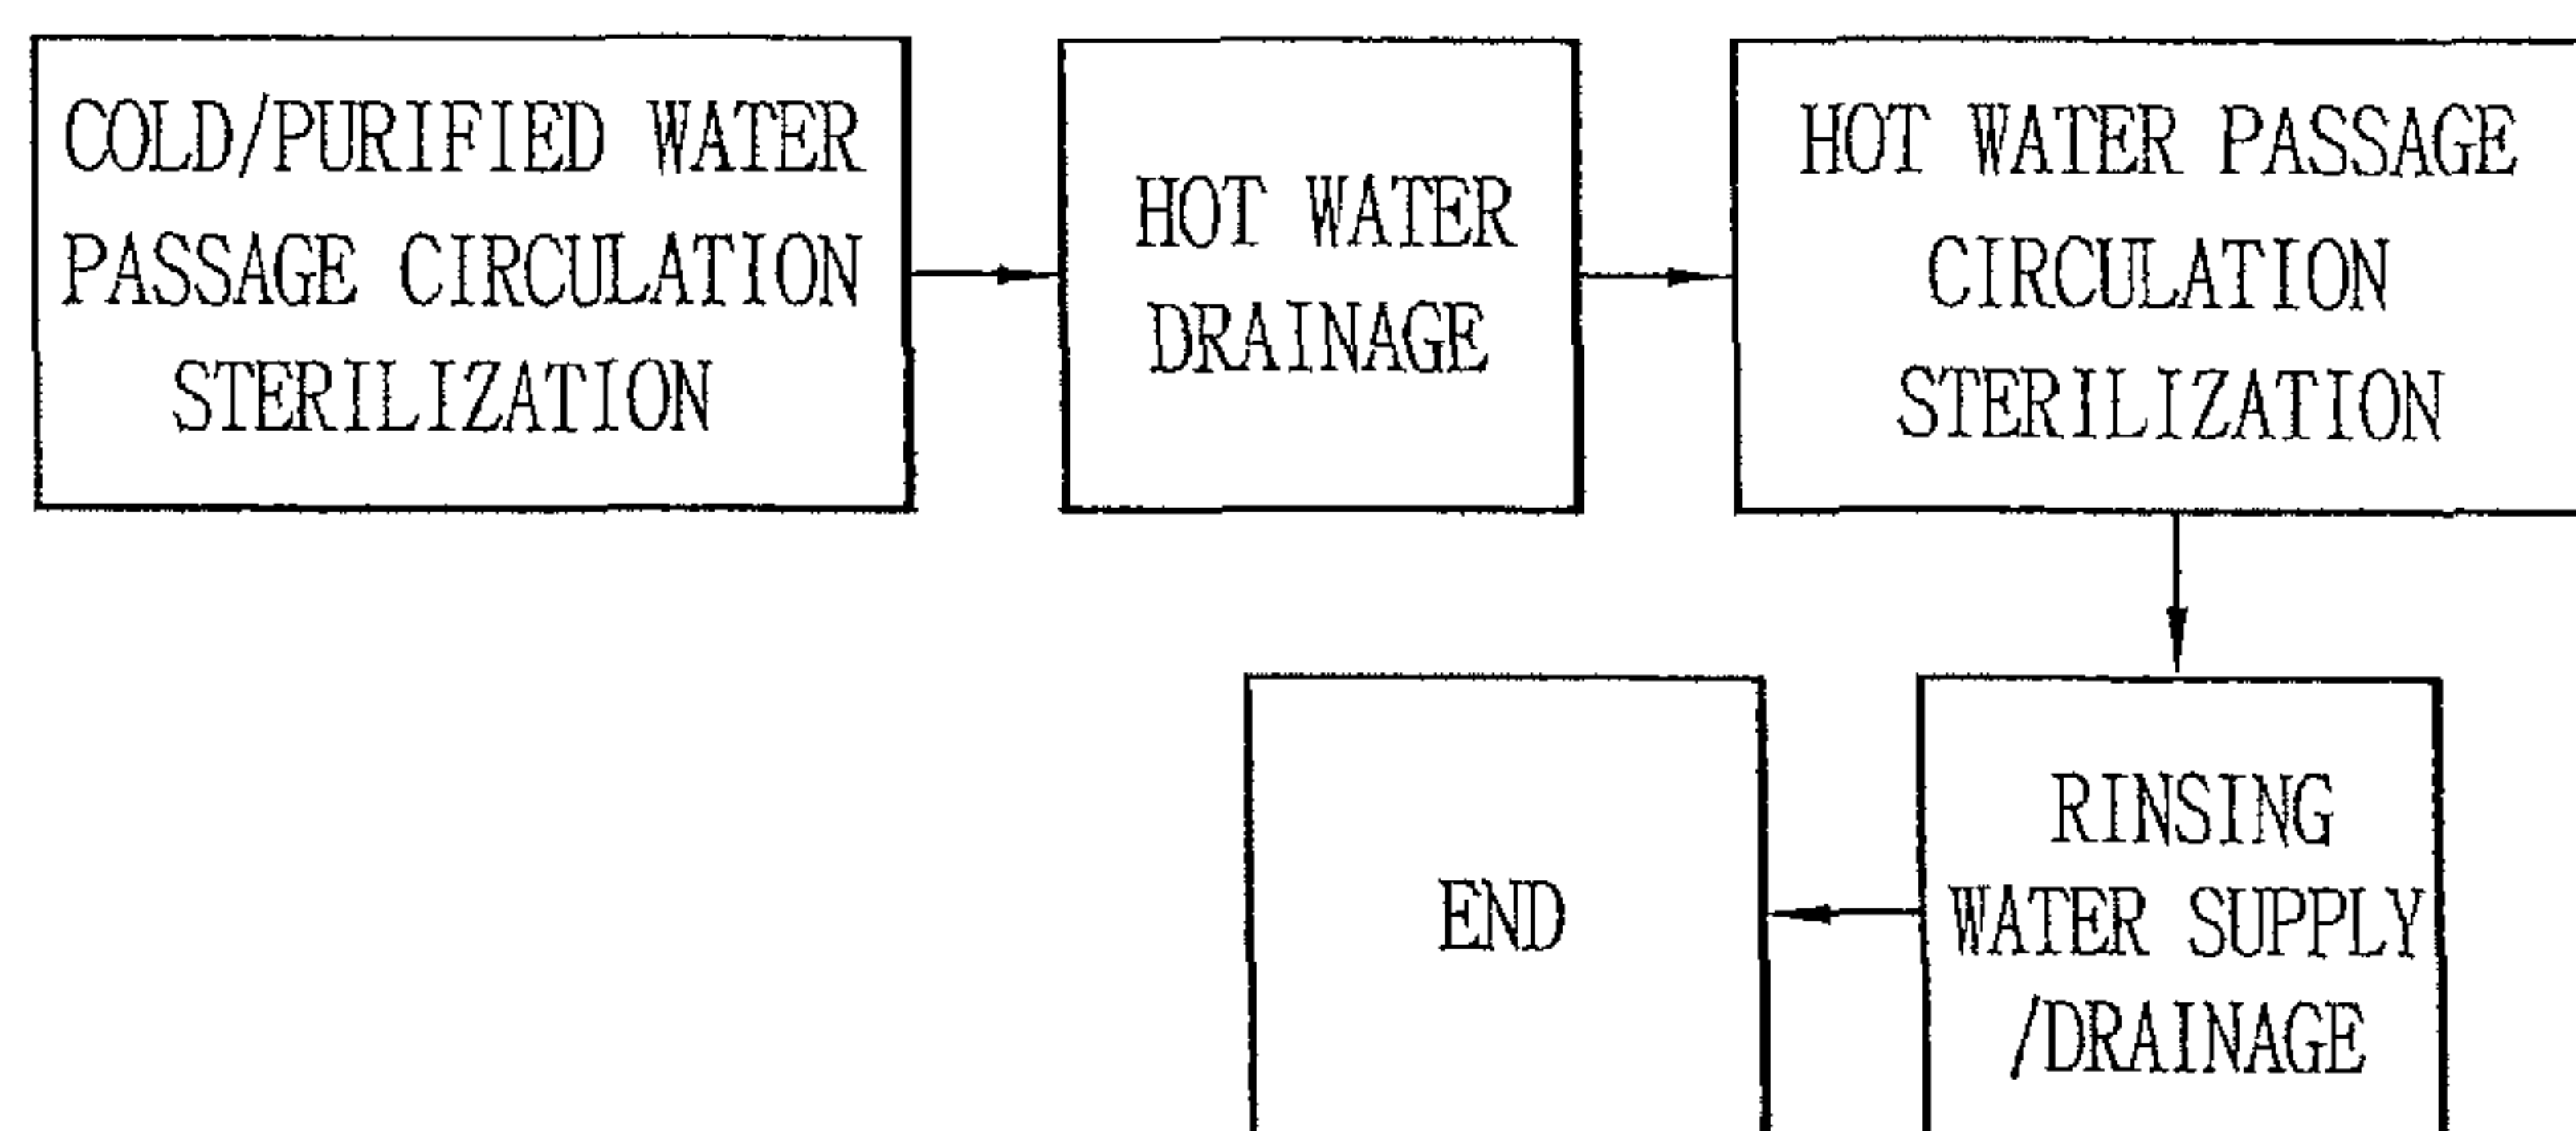 COLD/PURIFIED WATER
PASSAGE CIRCULATION
STERILIZATION
HOT WATER
DRAINAGE
HOT WATER PASSAGE
CIRCULATION
STERILIZATION
RINSING
WATER SUPPLY
/DRAINAGE
END